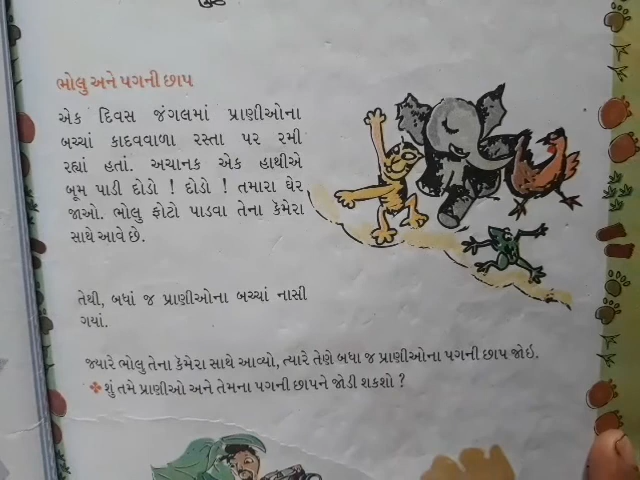 ભોલુ અને પગની છાપ
એક દિવસ જંગલમાં પ્રાણીઓના
બચ્ચાં કાદવવાળા રસ્તા પર રમી
રહ્યાં હતાં. અચાનક એક હાથીએ
બૂમ પાડી દોડો ! દોડો ! તમારા ઘેર
જાઓ. ભોલુ ફોટો પાડવા તેના કૅમેરા
સાથે આવે છે.
તેથી, બધાં જ પ્રાણીઓના બચ્ચાં નાસી
ગયાં.
જ્યારે ભોલુ તેના કૅમેરા સાથે આવ્યો, ત્યારે તેણે બધા જ પ્રાણીઓના પગની છાપ જોઇ.
❖ શું તમે પ્રાણીઓ અને તેમના પગની છાપને જોડી શકશો ?